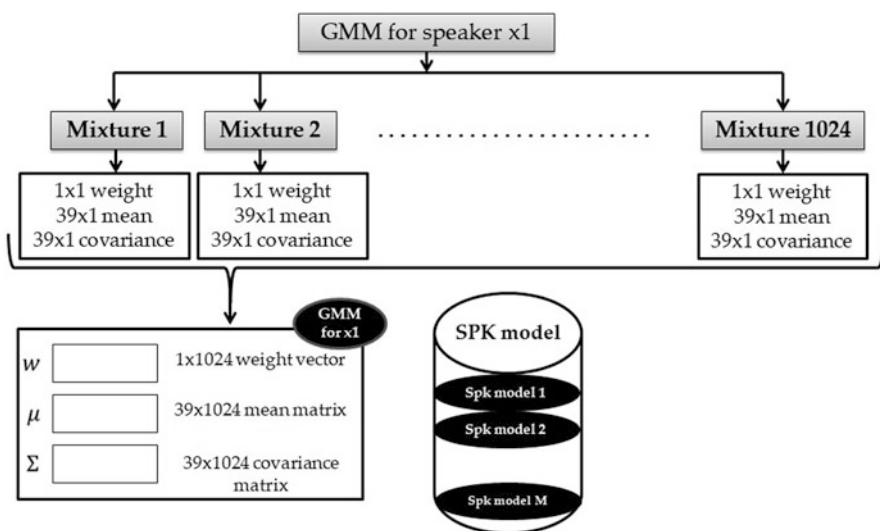 GMM for speaker x1
Mixture 1
Mixture 2
Mixture 1024
1x1 weight
39x1 mean
39x1 covariance
1x1 weight
39x1 mean
39x1 covariance
1x1 weight
39x1 mean
39x1 covariance
GMM
for x1
w
1x1024 weight vector
μ
39x1024 mean matrix
Σ
39x1024 covariance
matrix
SPK model
Spk model 1
Spk model 2
Spk model M